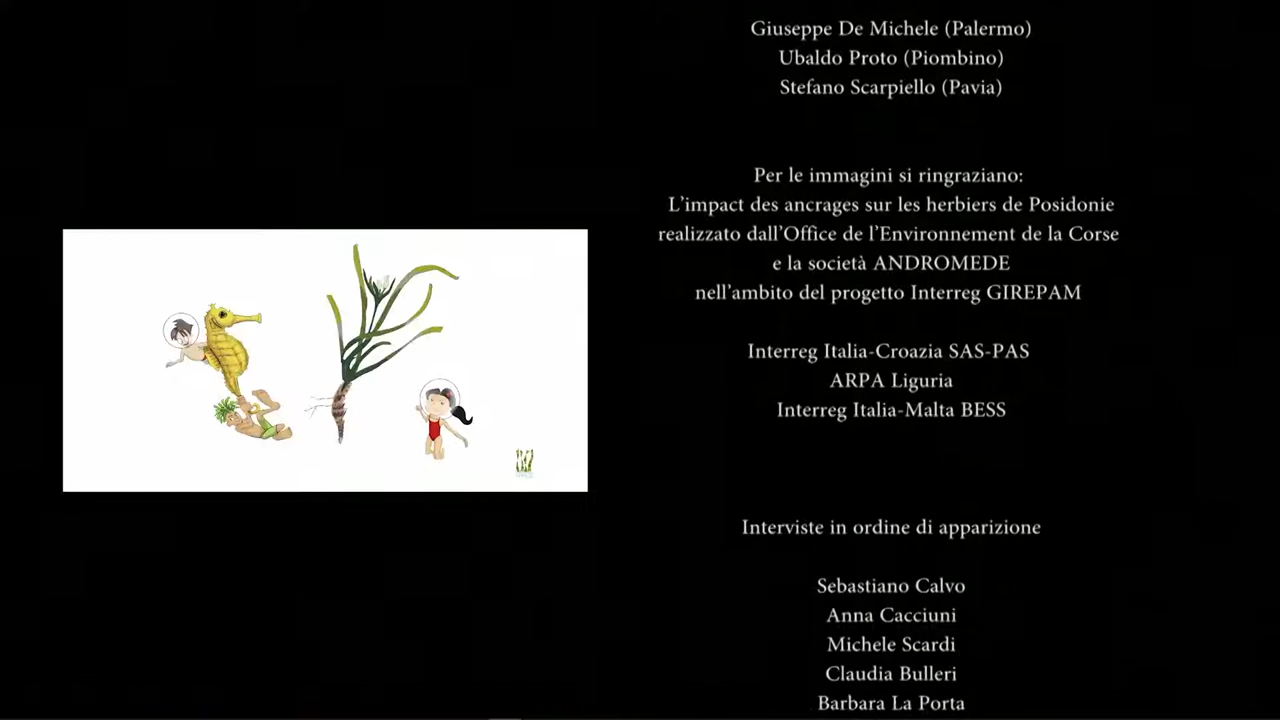 Giuseppe De Michele (Palermo)
Ubaldo Proto (Piombino)
Stefano Scarpiello (Pavia)
Per le immagini si ringraziano:
L'impact des ancrages sur les herbiers de Posidonie
realizzato dall'Office de l'Environnement de la Corse
e la società ANDROMEDE
nell'ambito del progetto Interreg GIREPAM
Interreg Italia-Croazia SAS-PAS
ARPA Liguria
Interreg Italia-Malta BESS
Interviste in ordine di apparizione
Sebastiano Calvo
Anna Cacciuni
Michele Scardi
Claudia Bulleri
Barbara La Porta